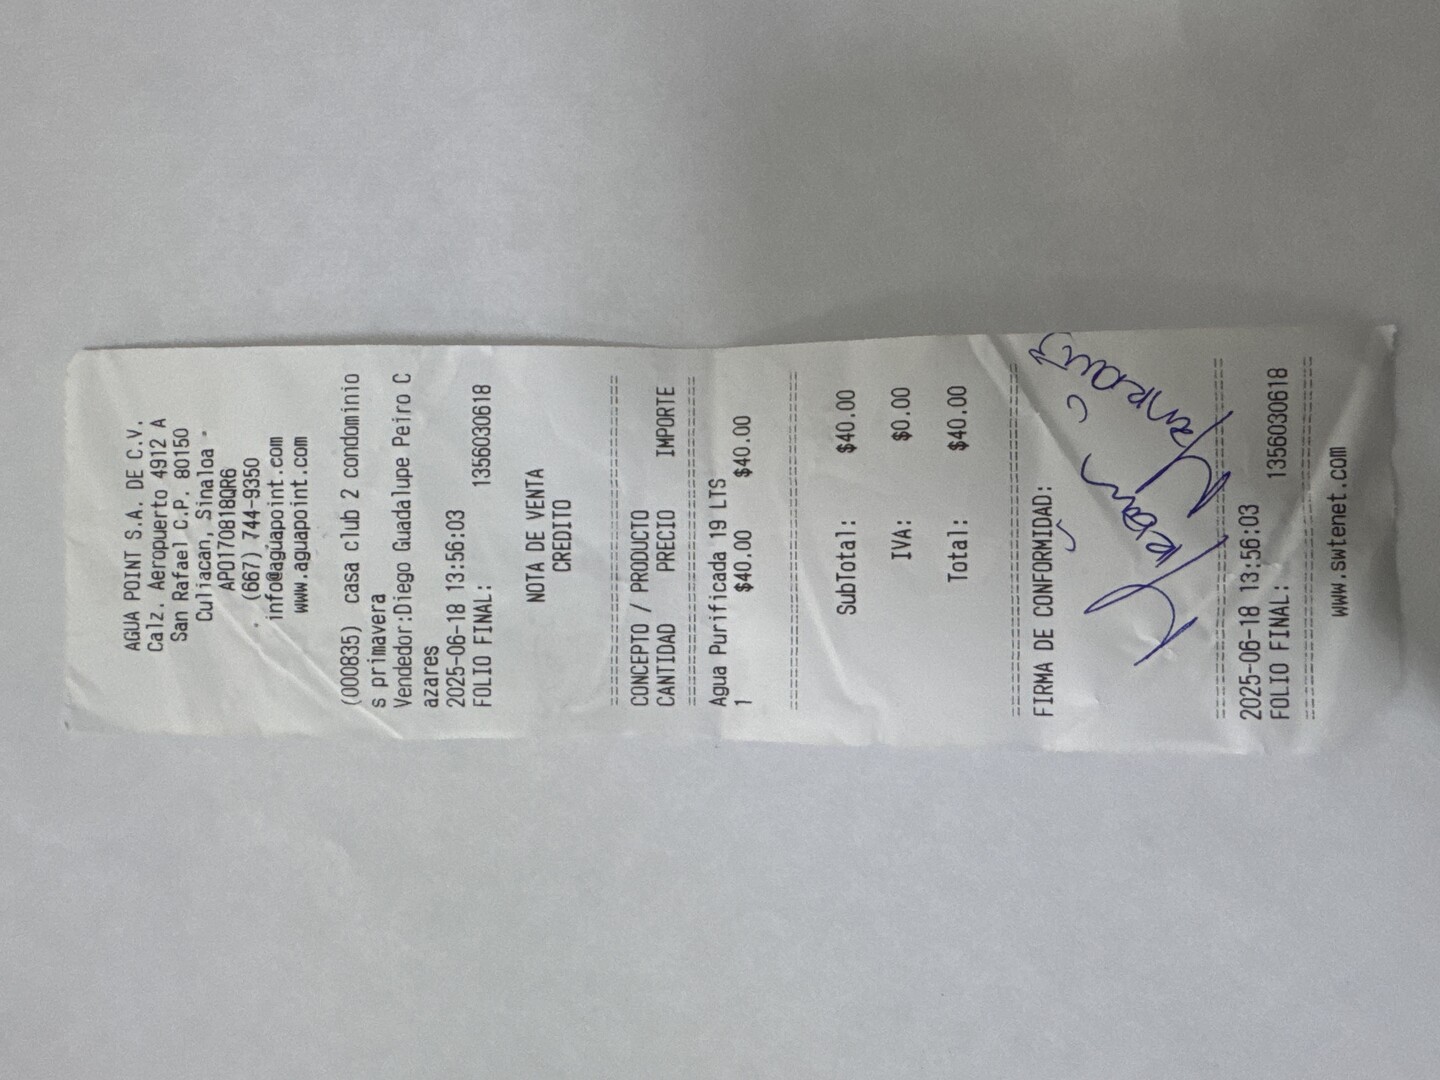 AGUA POINT S.A. DE C.V.
Calz. Aeropuerto 4912 A
San Rafael C.P. 80150
Culiacan, Sinaloa
APO170818QR6
(667) 744-9350
info@aguapoint.com
www.aguapoint.com
(000835) casa club 2 condominio
s primavera
Vendedor:Diego Guadalupe Peiro C
azares
2025-06-18 13:56:03
FOLIO FINAL: 1356030618
NOTA DE VENTA
CREDITO
================================
CONCEPTO / PRODUCTO
CANTIDAD PRECIO IMPORTE
================================
Agua Purificada 19 LTS
1 $40.00 $40.00
================================
SubTotal: $40.00
IVA: $0.00
Total: $40.00
================================
FIRMA DE CONFORMIDAD:
================================
2025-06-18 13:56:03
FOLIO FINAL: 1356030618
================================
www.swtenet.com